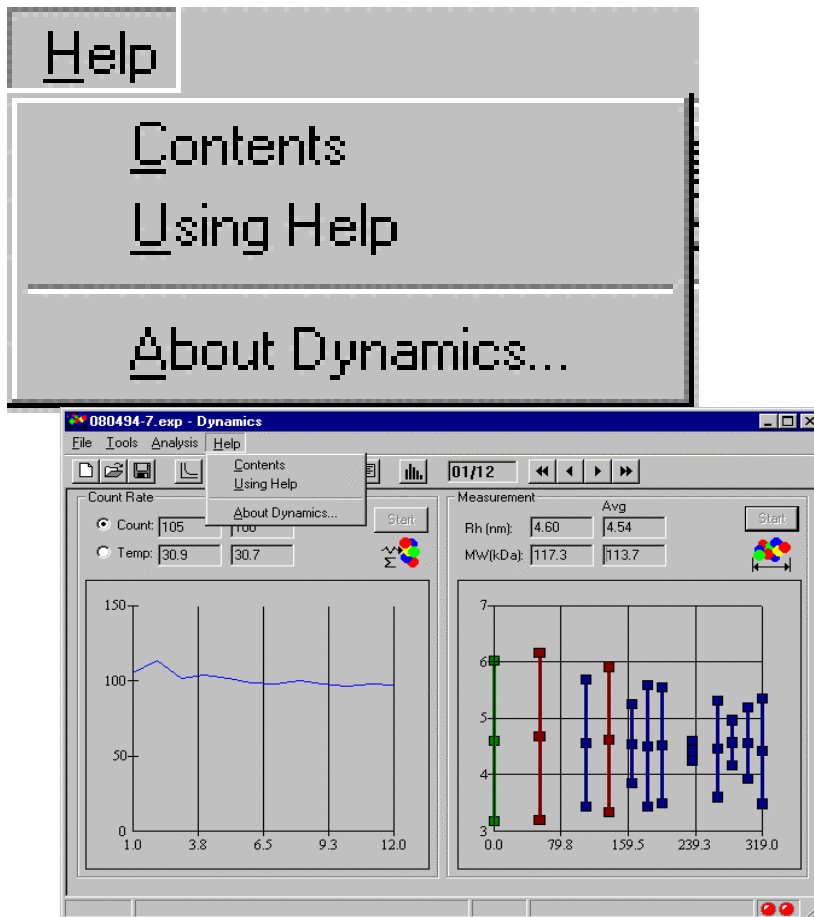 Help
Contents
Using Help
About Dynamics...
080494-7.exp - Dynamics
File Tools Analysis Help
Contents
Using Help
About Dynamics...
01/12
Count Rate
Count: 105 100
Temp: 30.9 30.7
Start
Σ
Measurement
Avg
Rh (nm): 4.60 4.54
MW(kDa): 117.3 113.7
Start
150
100
50
0
1.0 3.8 6.5 9.3 12.0
7
6
5
4
3
0.0 79.8 159.5 239.3 319.0